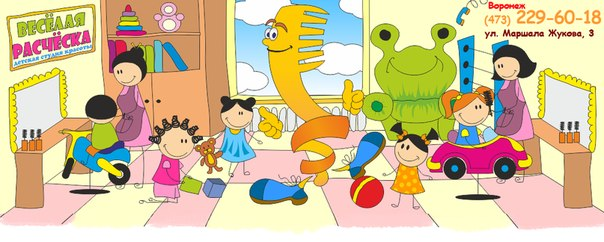 ВЕСЁЛАЯ
РАСЧЁСКА
детская студия красоты
Воронеж
(473) 229-60-18
ул. Маршала Жукова, 3